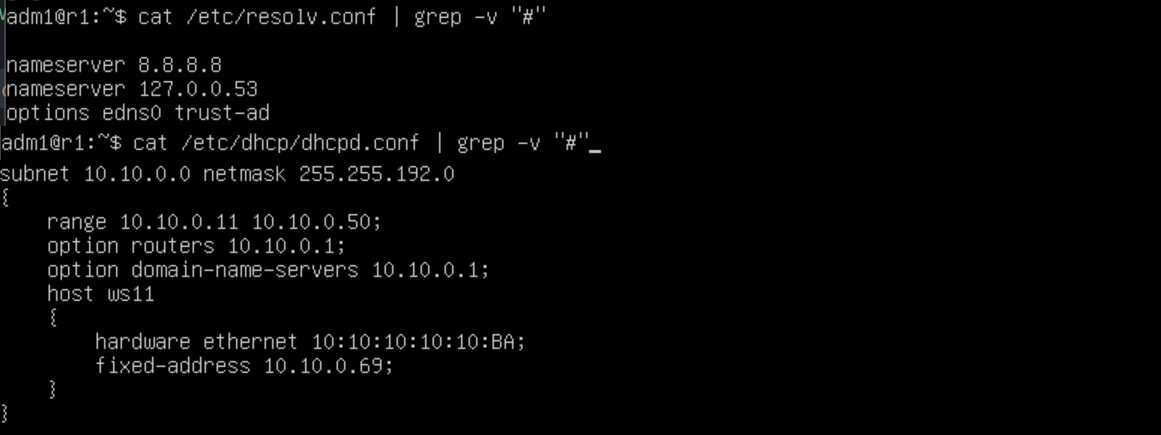 adm1@r1:~$ cat /etc/resolv.conf | grep -v "#"
nameserver 8.8.8.8
nameserver 127.0.0.53
options edns0 trust-ad
adm1@r1:~$ cat /etc/dhcp/dhcpd.conf | grep -v "#"_
subnet 10.10.0.0 netmask 255.255.192.0
{
    range 10.10.0.11 10.10.0.50;
    option routers 10.10.0.1;
    option domain-name-servers 10.10.0.1;
    host ws11
    {
        hardware ethernet 10:10:10:10:10:BA;
        fixed-address 10.10.0.69;
    }
}